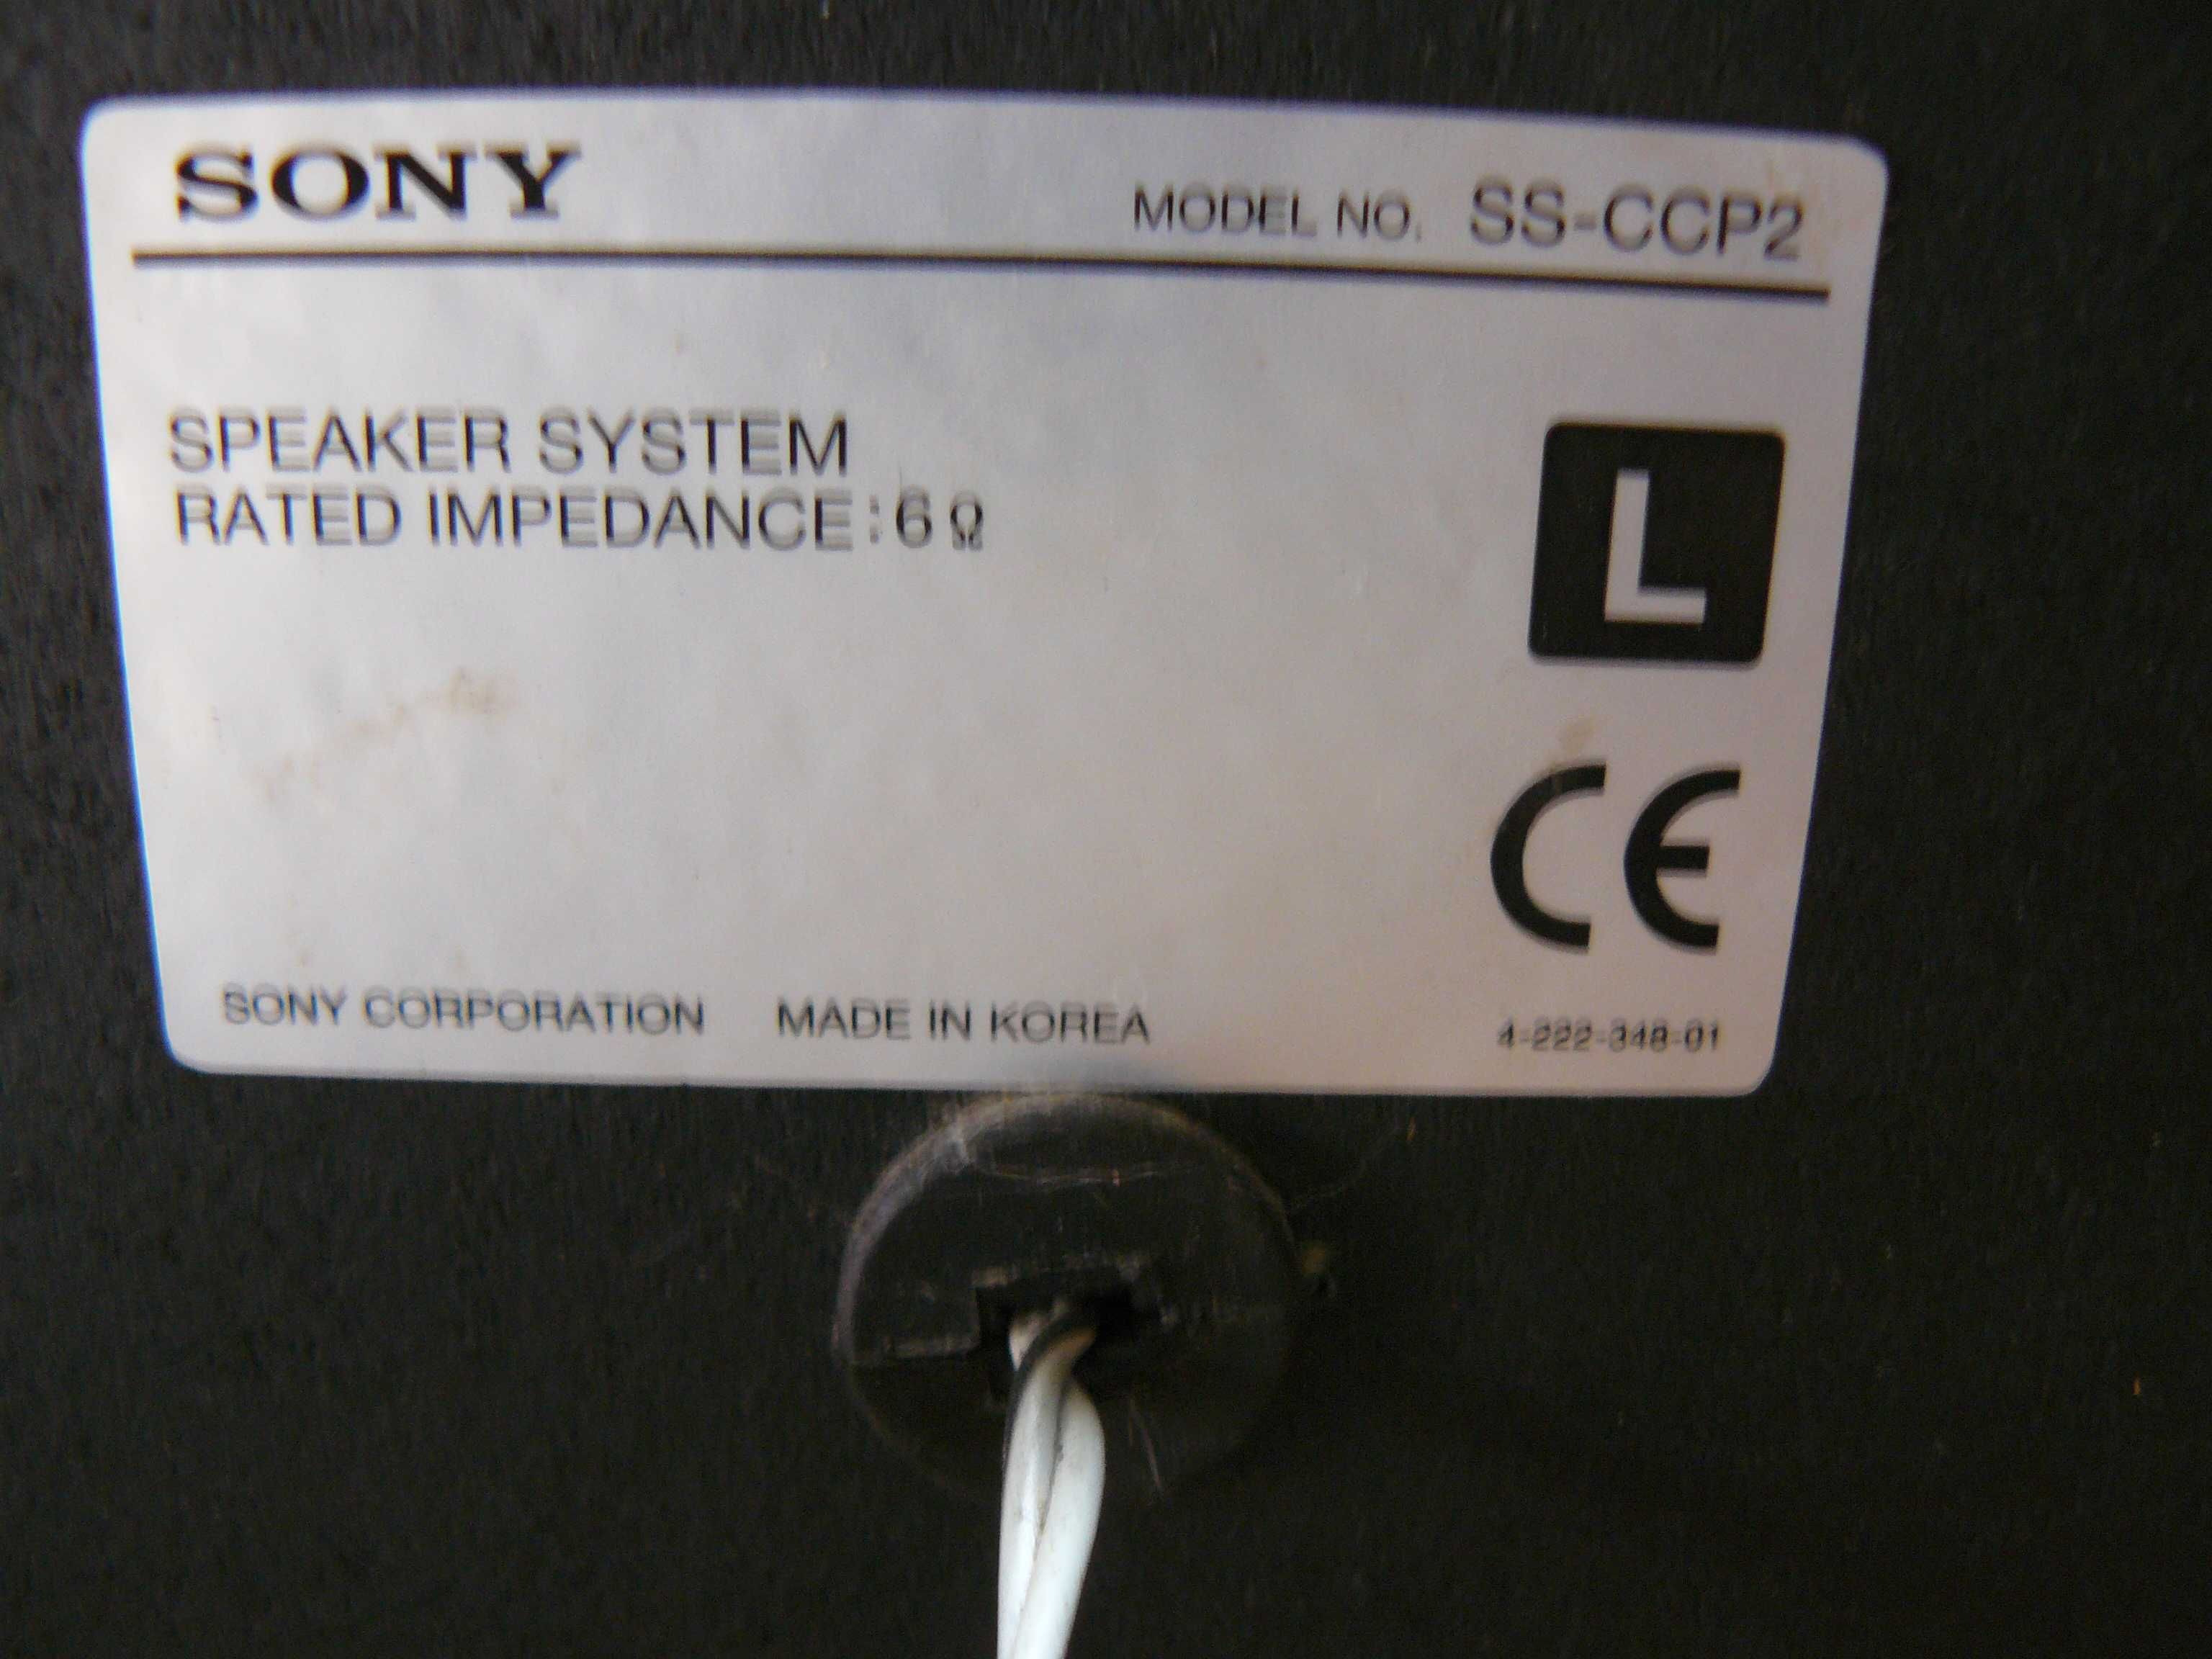 SONY
MODEL NO. SS-CCP2
SPEAKER SYSTEM
RATED IMPEDANCE:6Ω
L
CE
SONY CORPORATION MADE IN KOREA
4-222-348-01